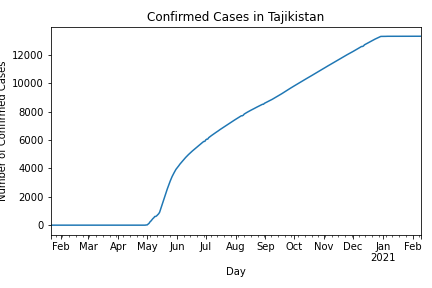 Confirmed Cases in Tajikistan
Number of Confirmed Cases
12000
10000
8000
6000
4000
2000
0
Feb Mar Apr May Jun Jul Aug Sep Oct Nov Dec Jan Feb
2021
Day